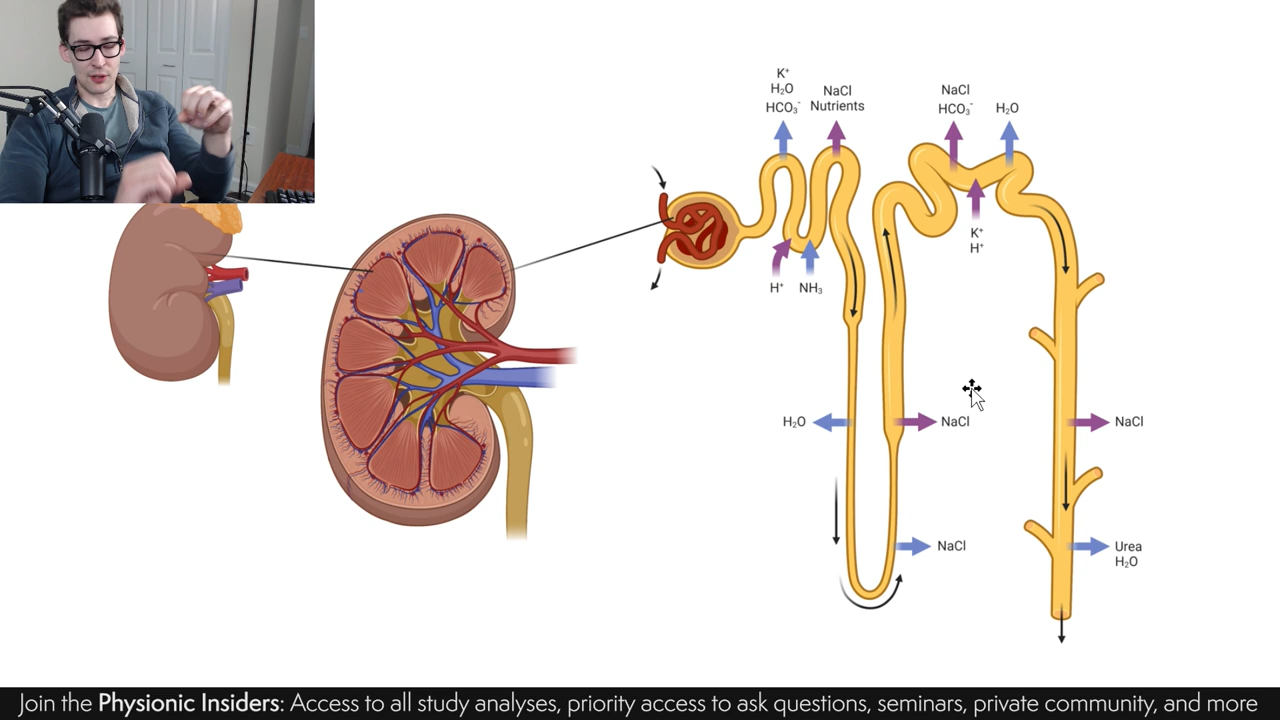 K⁺
H₂O
HCO₃⁻
NaCl
Nutrients
NaCl
HCO₃⁻
H₂O
K⁺
H⁺
H⁺
NH₃
H₂O
NaCl
NaCl
NaCl
Urea
H₂O
Join the Physionic Insiders: Access to all study analyses, priority access to ask questions, seminars, private community, and more